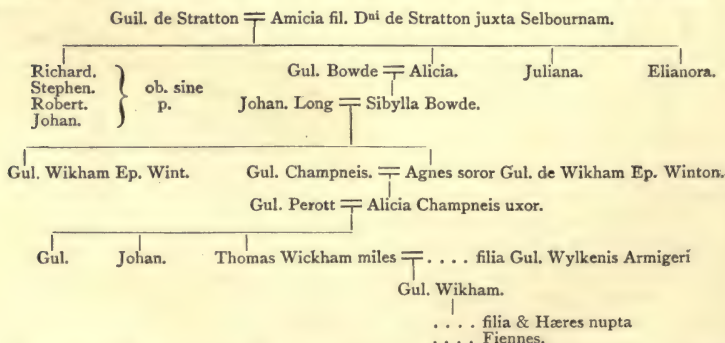 Guil. de Stratton = Amicia fil. Dⁿⁱ de Stratton juxta Selbournam.
Richard.
Stephen.
Robert.
Johan.
ob. sine
p.
Gul. Bowde = Alicia.
Juliana.
Elianora.
Johan. Long = Sibylla Bowde.
Gul. Wikham Ep. Wint.
Gul. Champneis. = Agnes soror Gul. de Wikham Ep. Winton.
Gul. Perott = Alicia Champneis uxor.
Gul.
Johan.
Thomas Wickham miles = . . . . filia Gul. Wylkenis Armigeri
Gul. Wikham.
. . . . filia & Hæres nupta
. . . . Fiennes.